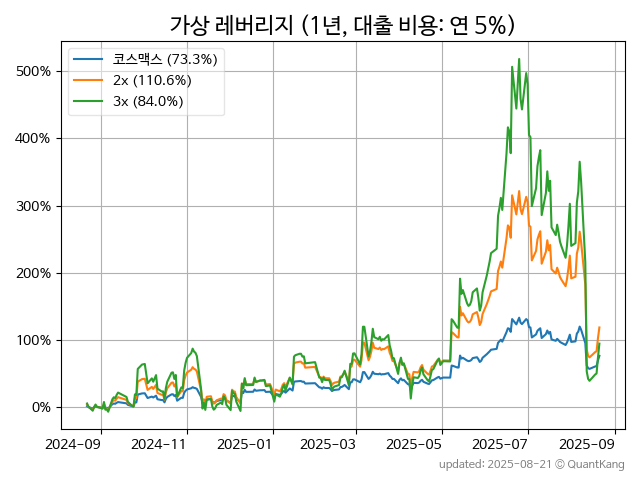 가상 레버리지 (1년, 대출 비용: 연 5%)
코스맥스 (73.3%)
2x (110.6%)
3x (84.0%)
500%
400%
300%
200%
100%
0%
2024-09 2024-11 2025-01 2025-03 2025-05 2025-07 2025-09
updated: 2025-08-21 © QuantKang